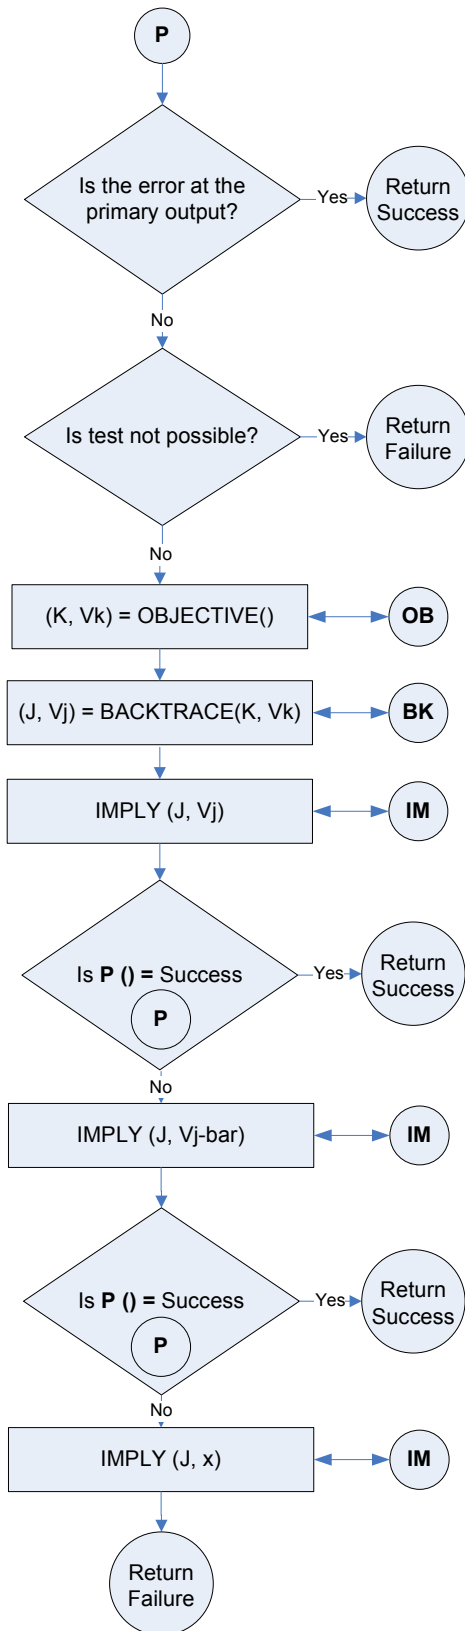 P
Is the error at the
primary output?
Yes
Return
Success
No
Is test not possible?
Yes
Return
Failure
No
(K, Vk) = OBJECTIVE()
OB
(J, Vj) = BACKTRACE(K, Vk)
BK
IMPLY (J, Vj)
IM
Is P () = Success
P
Yes
Return
Success
No
IMPLY (J, Vj-bar)
IM
Is P () = Success
P
Yes
Return
Success
No
IMPLY (J, x)
IM
Return
Failure